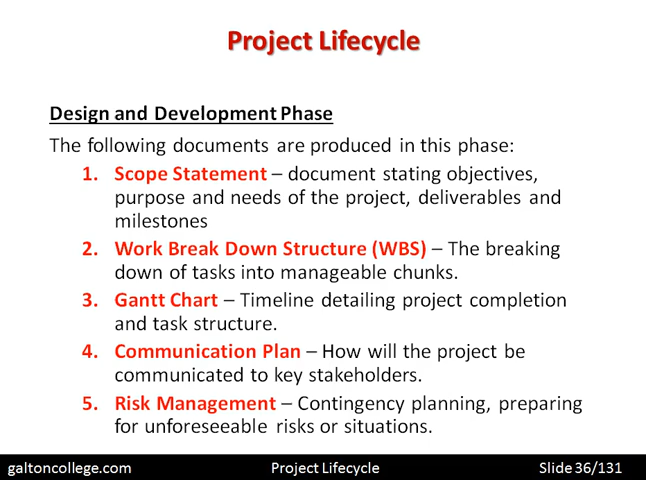 Project Lifecycle
Design and Development Phase
The following documents are produced in this phase:
1. Scope Statement – document stating objectives,
purpose and needs of the project, deliverables and
milestones
2. Work Break Down Structure (WBS) – The breaking
down of tasks into manageable chunks.
3. Gantt Chart – Timeline detailing project completion
and task structure.
4. Communication Plan – How will the project be
communicated to key stakeholders.
5. Risk Management – Contingency planning, preparing
for unforeseeable risks or situations.
galtoncollege.com Project Lifecycle Slide 36/131